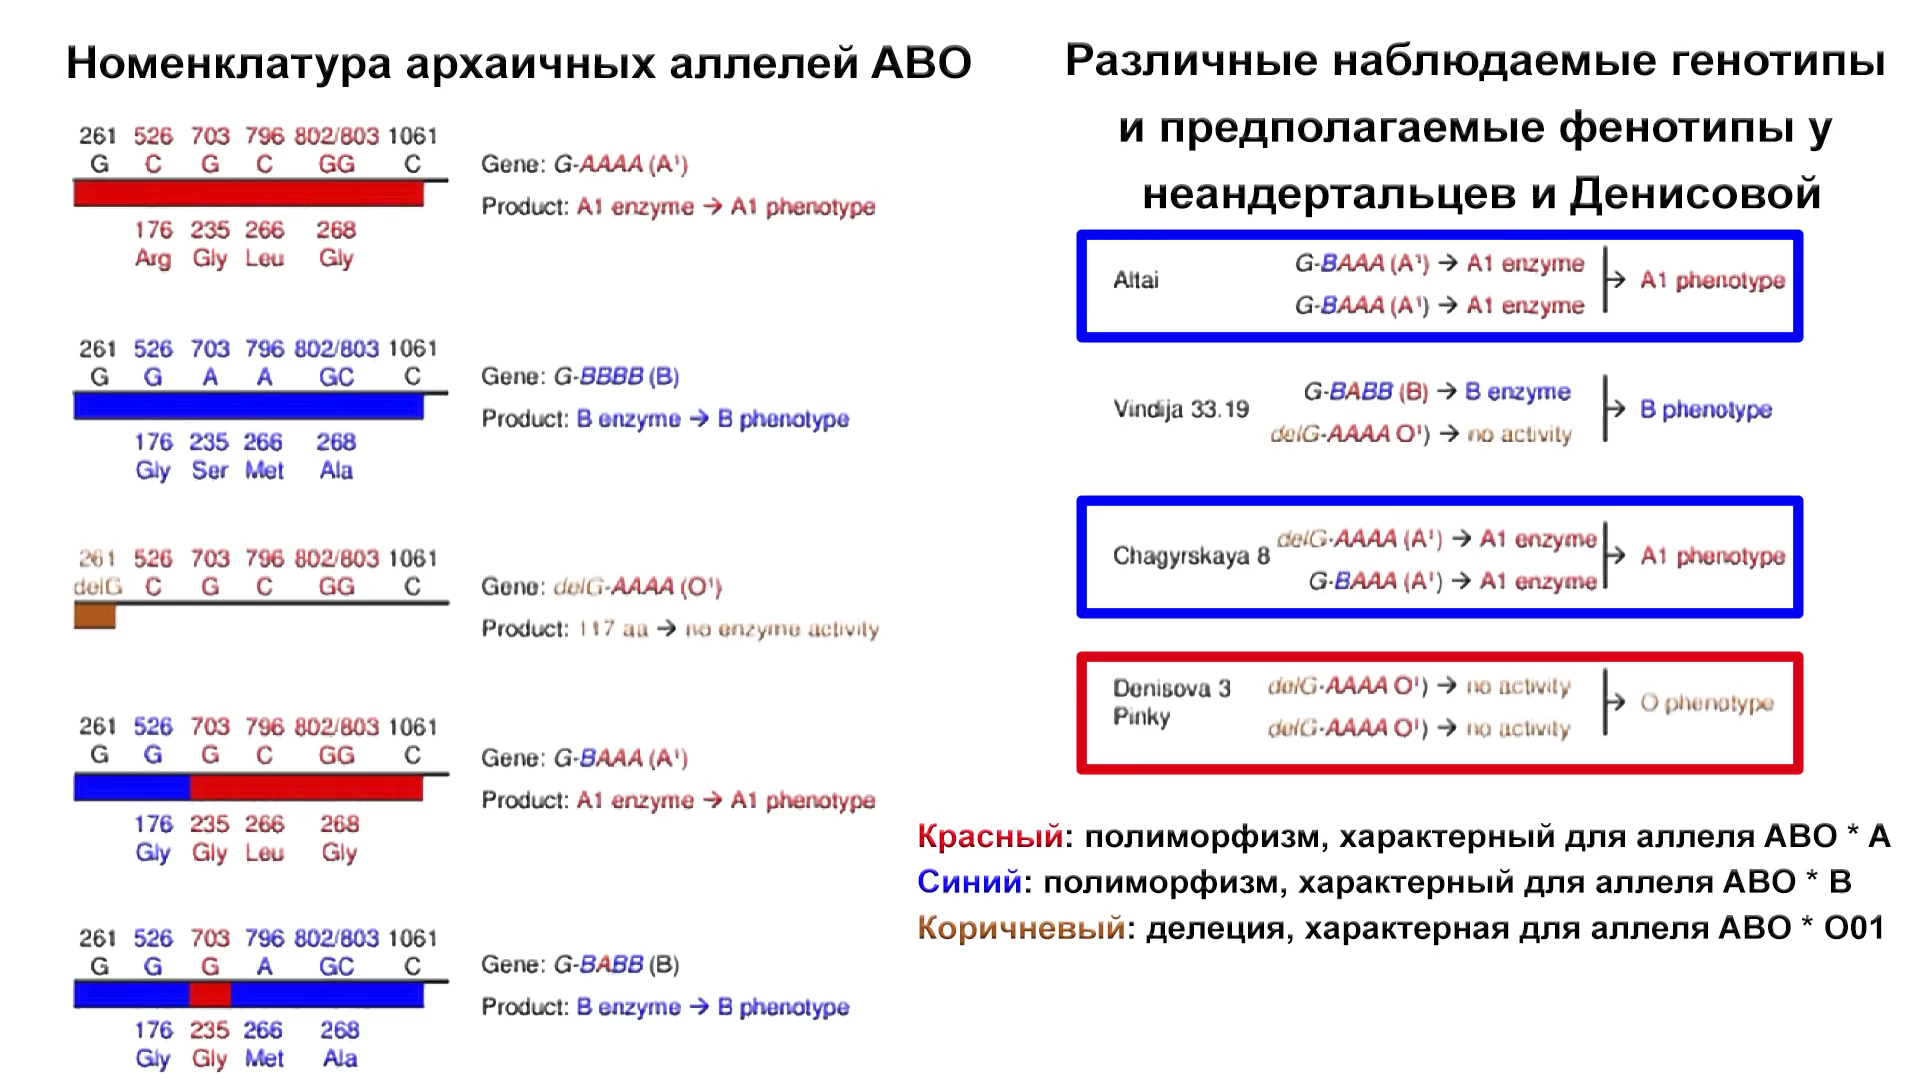 Номенклатура архаичных аллелей ABO
261 526 703 796 802/803 1061
G C G C GG C
Gene: G-AAAA (A¹)
Product: A1 enzyme → A1 phenotype
176 235 266 268
Arg Gly Leu Gly
261 526 703 796 802/803 1061
G G A A GC C
Gene: G-BBBB (B)
Product: B enzyme → B phenotype
176 235 266 268
Gly Ser Met Ala
261 526 703 796 802/803 1061
delG C G C GG C
Gene: delG-AAAA (O¹)
Product: 117 aa → no enzyme activity
261 526 703 796 802/803 1061
G G G C GG C
Gene: G-BAAA (A¹)
Product: A1 enzyme → A1 phenotype
176 235 266 268
Gly Gly Leu Gly
261 526 703 796 802/803 1061
G G G A GC C
Gene: G-BABB (B)
Product: B enzyme → B phenotype
176 235 266 268
Gly Gly Met Ala
Различные наблюдаемые генотипы
и предполагаемые фенотипы у
неандертальцев и Денисовой
Altai
G-BAAA (A¹) → A1 enzyme
G-BAAA (A¹) → A1 enzyme
→ A1 phenotype
Vindija 33.19
G-BABB (B) → B enzyme
delG-AAAA O¹) → no activity
→ B phenotype
Chagyrskaya 8
delG-AAAA (A¹) → A1 enzyme
G-BAAA (A¹) → A1 enzyme
→ A1 phenotype
Denisova 3
Pinky
delG-AAAA O¹) → no activity
delG-AAAA O¹) → no activity
→ O phenotype
Красный: полиморфизм, характерный для аллеля ABO * A
Синий: полиморфизм, характерный для аллеля ABO * B
Коричневый: делеция, характерная для аллеля ABO * O01